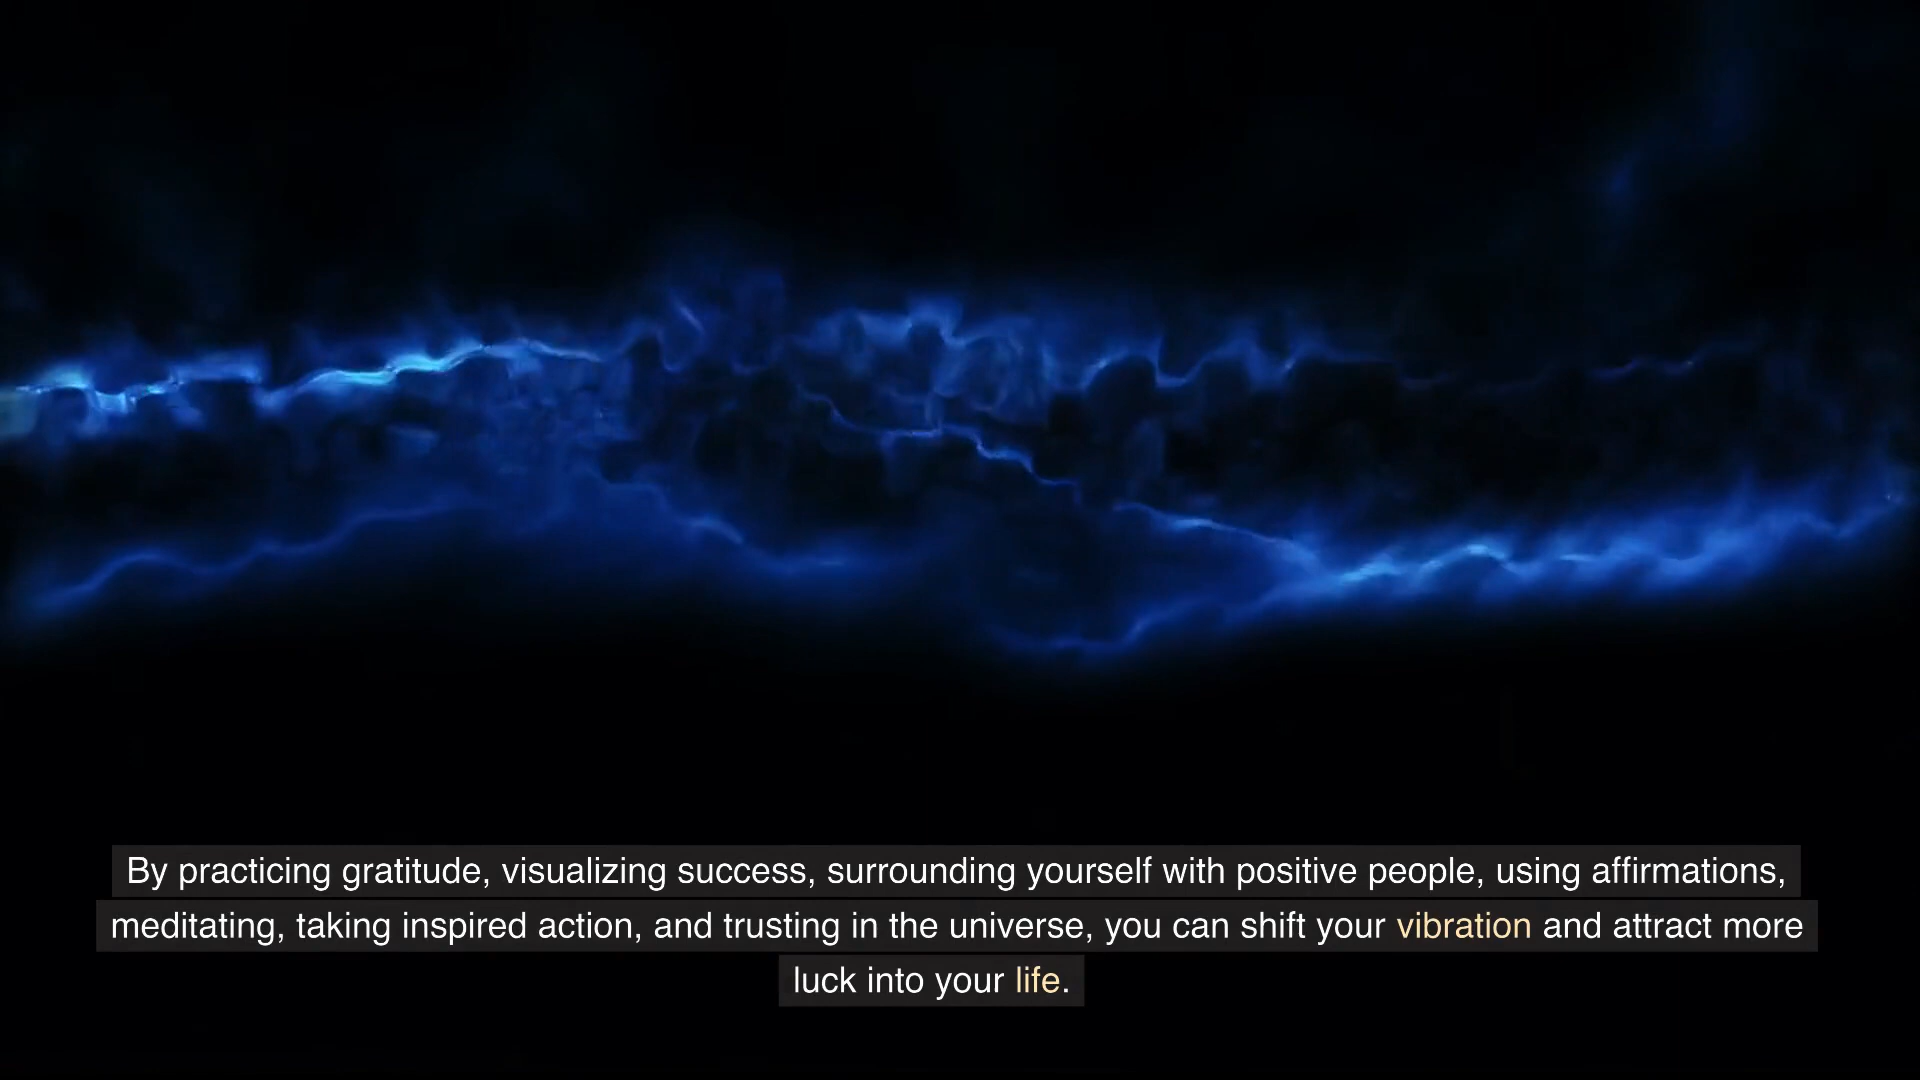 By practicing gratitude, visualizing success, surrounding yourself with positive people, using affirmations,
meditating, taking inspired action, and trusting in the universe, you can shift your vibration and attract more
luck into your life.